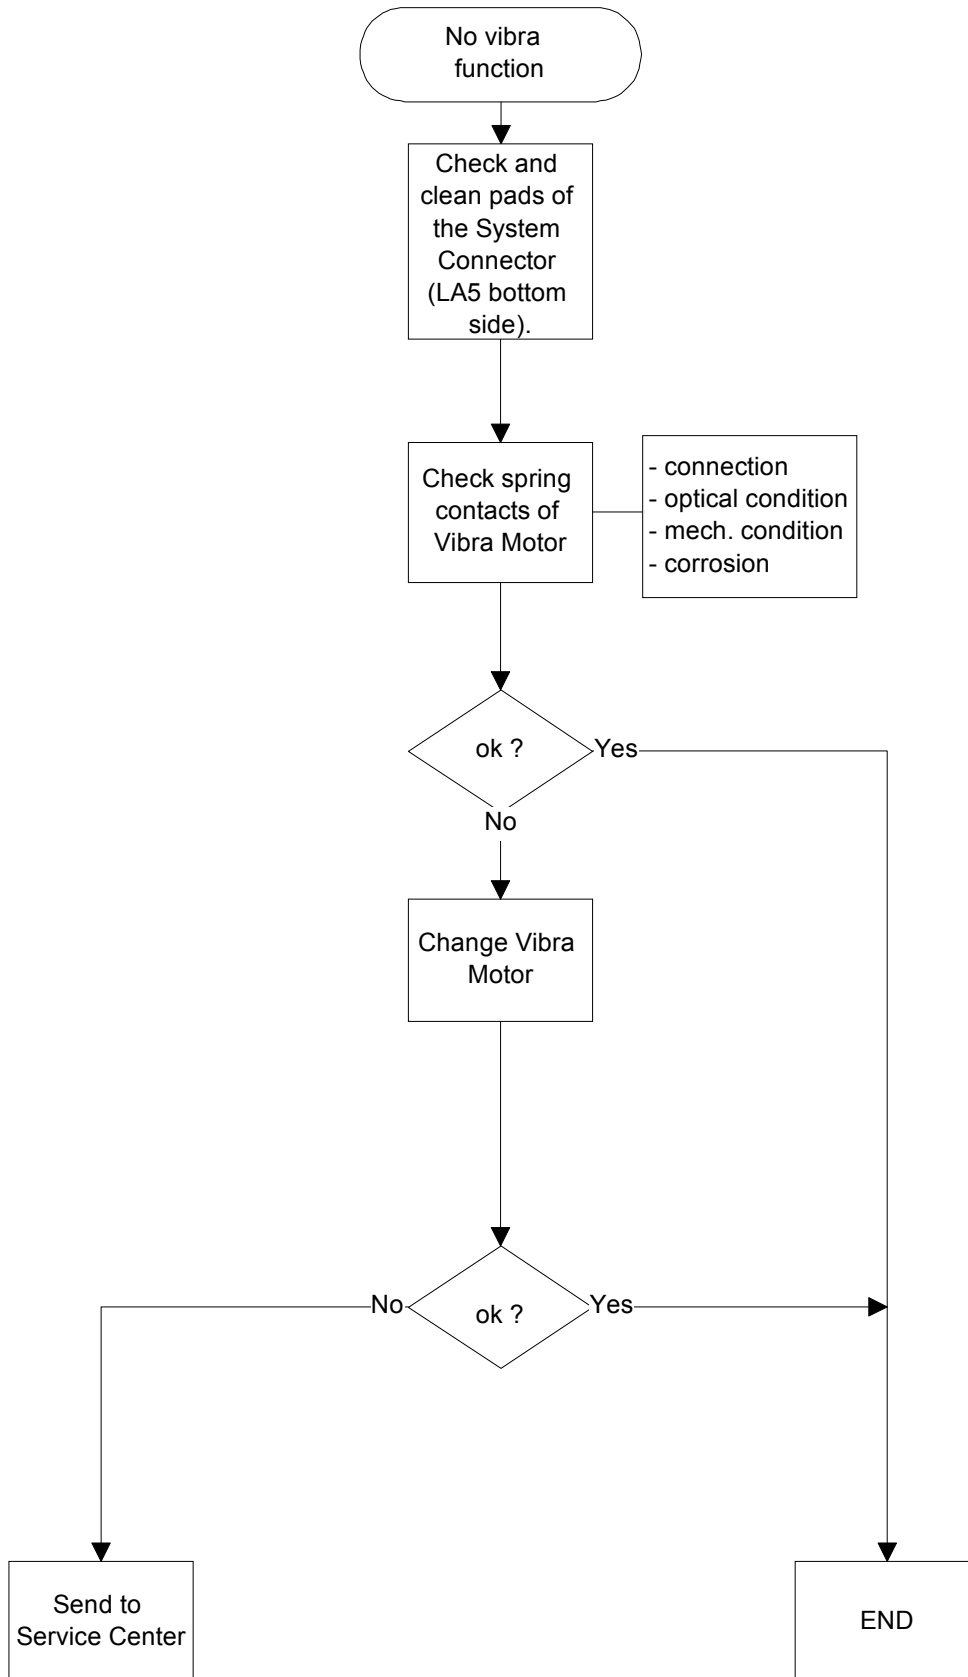 No vibra
function
Check and
clean pads of
the System
Connector
(LA5 bottom
side).
Check spring
contacts of
Vibra Motor
- connection
- optical condition
- mech. condition
- corrosion
ok ?
Yes
No
Change Vibra
Motor
No
ok ?
Yes
Send to
Service Center
END